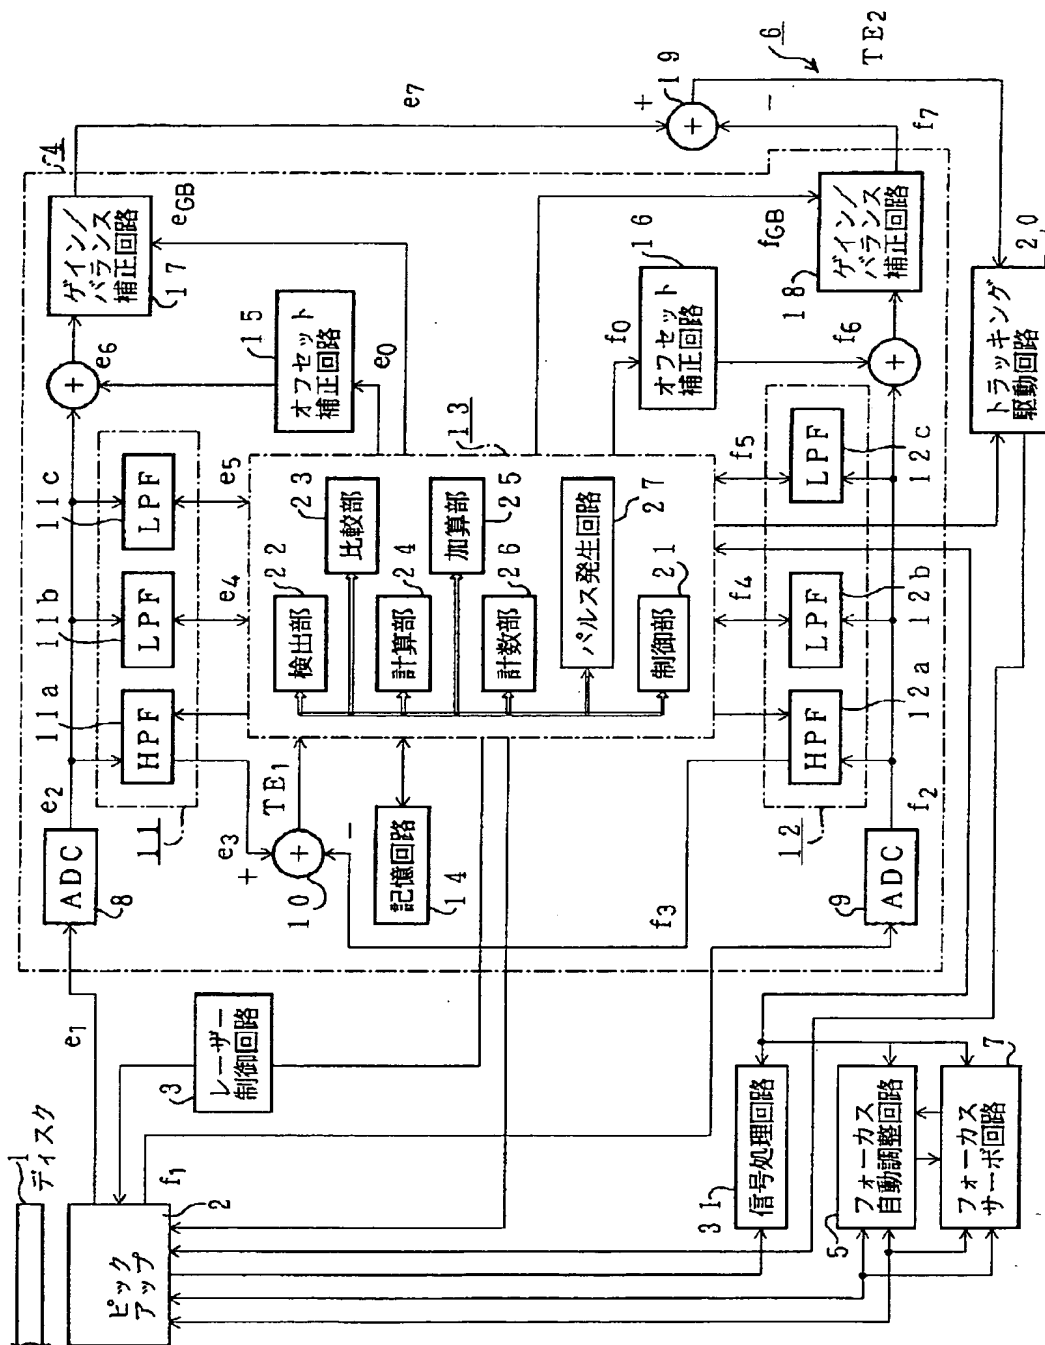 1
ディスク
ピック
アップ
2
e1
f1
レーザー
制御回路
3
信号処理回路
31
フォーカス
自動調整回路
5
フォーカス
サーボ回路
7
4
ADC
8
e2
11
11a
HPF
11b
LPF
11c
LPF
e3
e4
e5
+
e6
オフセット
補正回路
15
e0
ゲイン/
バランス
補正回路
17
eGB
e7
TE1
+
+
-
10
記憶回路
14
13
検出部
22
比較部
23
計算部
24
加算部
25
計数部
26
パルス発生回路
27
制御部
21
f3
ADC
9
f2
12
12a
HPF
12b
LPF
12c
LPF
f4
f5
+
f6
オフセット
補正回路
16
f0
ゲイン/
バランス
補正回路
18
fGB
f7
+
+
-
19
6
TE2
トラッキング
駆動回路
20